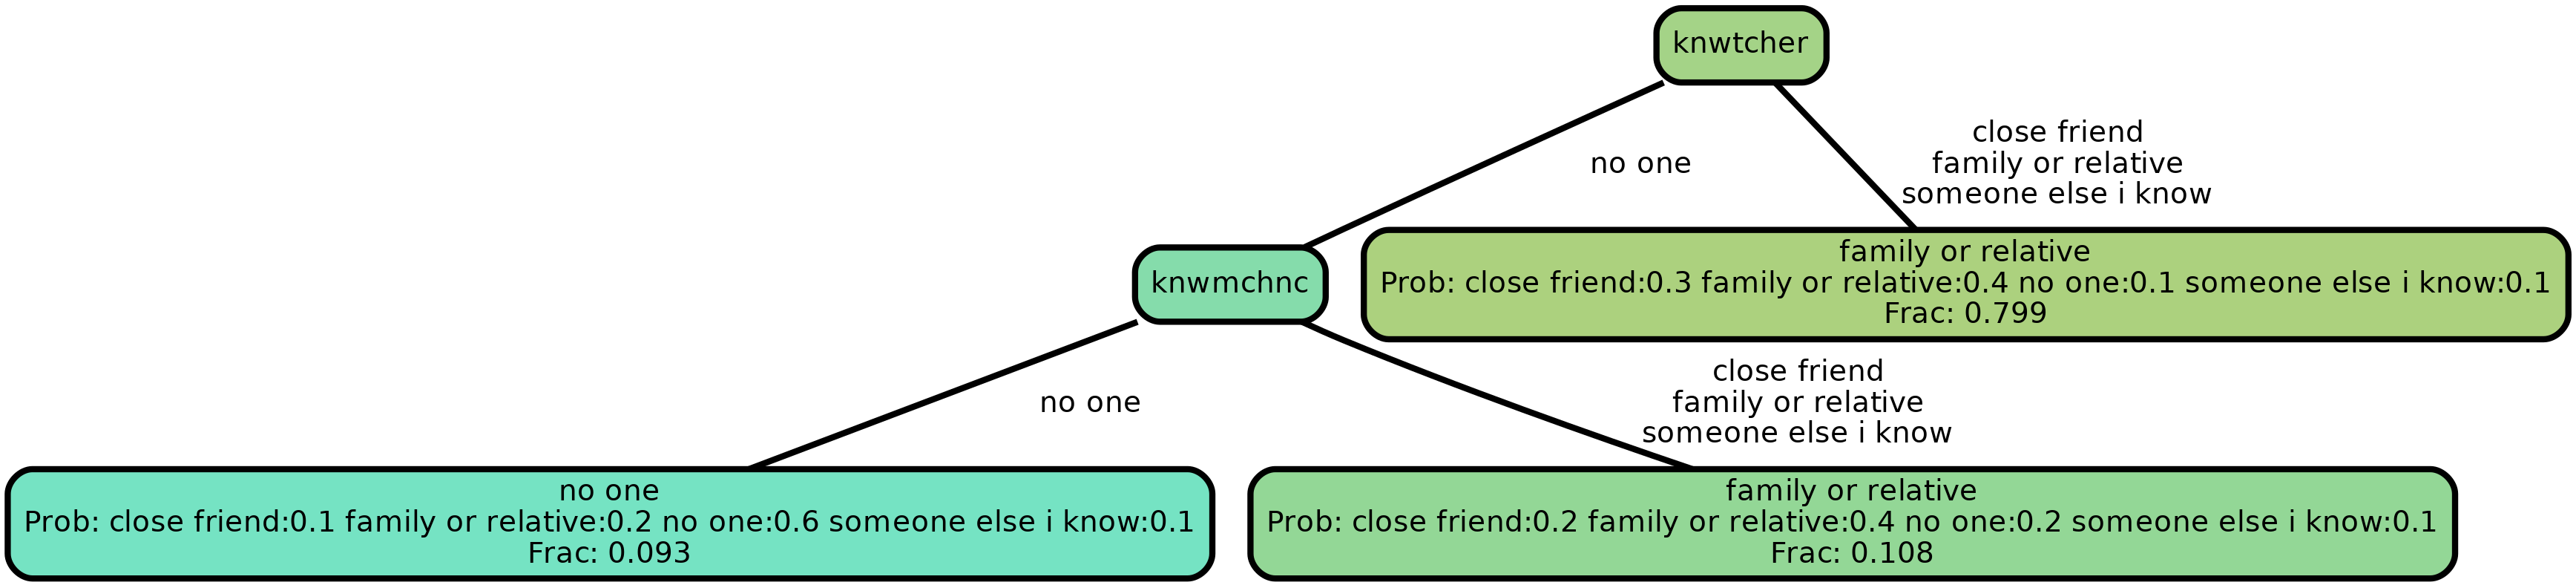 knwtcher
no one
close friend
family or relative
someone else i know
knwmchnc
family or relative
Prob: close friend:0.3 family or relative:0.4 no one:0.1 someone else i know:0.1
Frac: 0.799
no one
close friend
family or relative
someone else i know
no one
Prob: close friend:0.1 family or relative:0.2 no one:0.6 someone else i know:0.1
Frac: 0.093
family or relative
Prob: close friend:0.2 family or relative:0.4 no one:0.2 someone else i know:0.1
Frac: 0.108